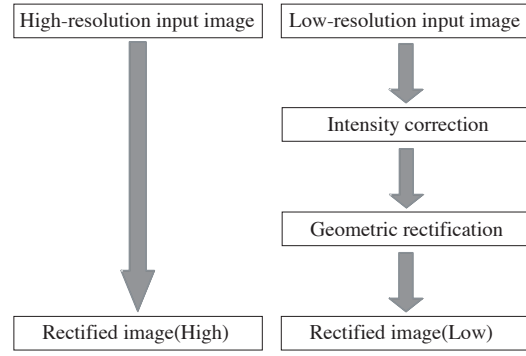 High-resolution input image
Low-resolution input image
Intensity correction
Geometric rectification
Rectified image(High)
Rectified image(Low)